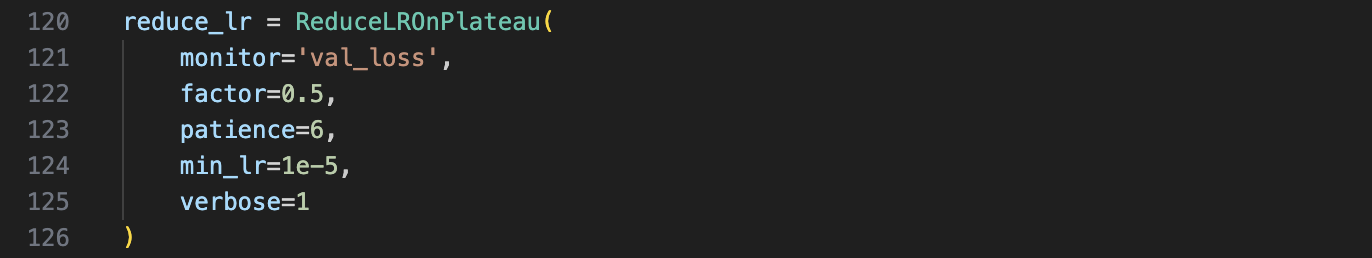 120 reduce_lr = ReduceLROnPlateau(
121     monitor='val_loss',
122     factor=0.5,
123     patience=6,
124     min_lr=1e-5,
125     verbose=1
126 )